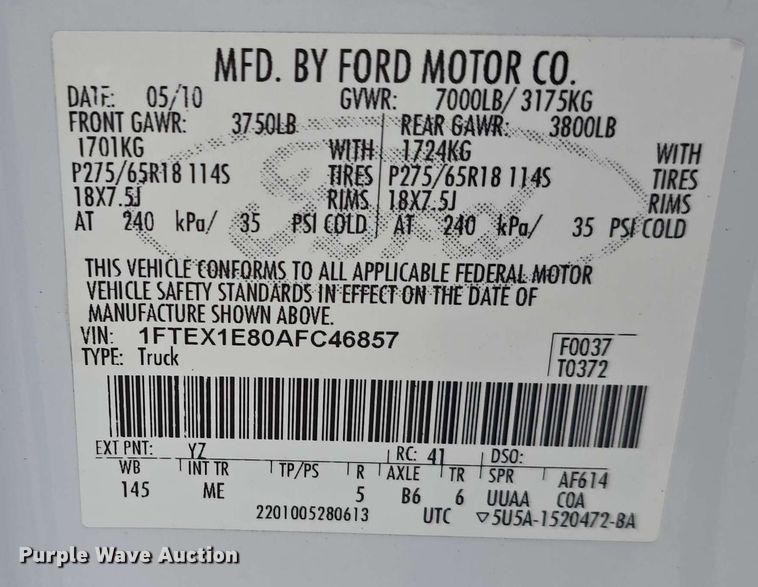 MFD. BY FORD MOTOR CO.
DATE: 05/10 GVWR: 7000LB/ 3175KG
FRONT GAWR: 3750LB REAR GAWR: 3800LB
1701KG WITH 1724KG WITH
P275/65R18 114S TIRES P275/65R18 114S TIRES
18X7.5J RIMS 18X7.5J RIMS
AT 240 kPa/ 35 PSI COLD AT 240 kPa/ 35 PSI COLD
THIS VEHICLE CONFORMS TO ALL APPLICABLE FEDERAL MOTOR
VEHICLE SAFETY STANDARDS IN EFFECT ON THE DATE OF
MANUFACTURE SHOWN ABOVE.
VIN: 1FTEX1E80AFC46857
TYPE: Truck
F0037
T0372
EXT PNT: YZ RC: 41 DSO:
WB INT TR TP/PS R AXLE TR SPR AF614
145 ME 5 B6 6 UUAA COA
2201005280613 UTC ▽5U5A-1520472-BA
Purple Wave Auction